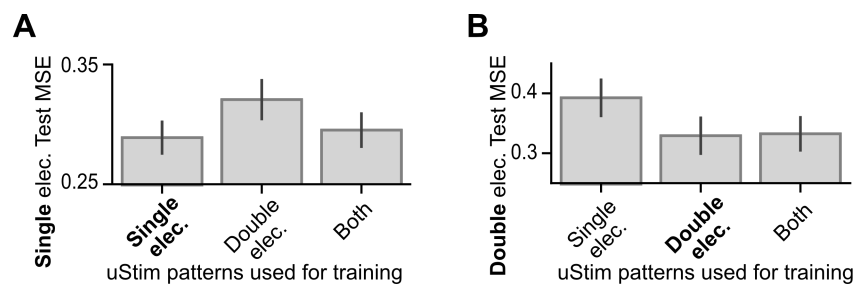 A
Single elec. Test MSE
0.35
0.25
Single
elec.
Double
elec.
Both
uStim patterns used for training
B
Double elec. Test MSE
0.4
0.3
Single
elec.
Double
elec.
Both
uStim patterns used for training